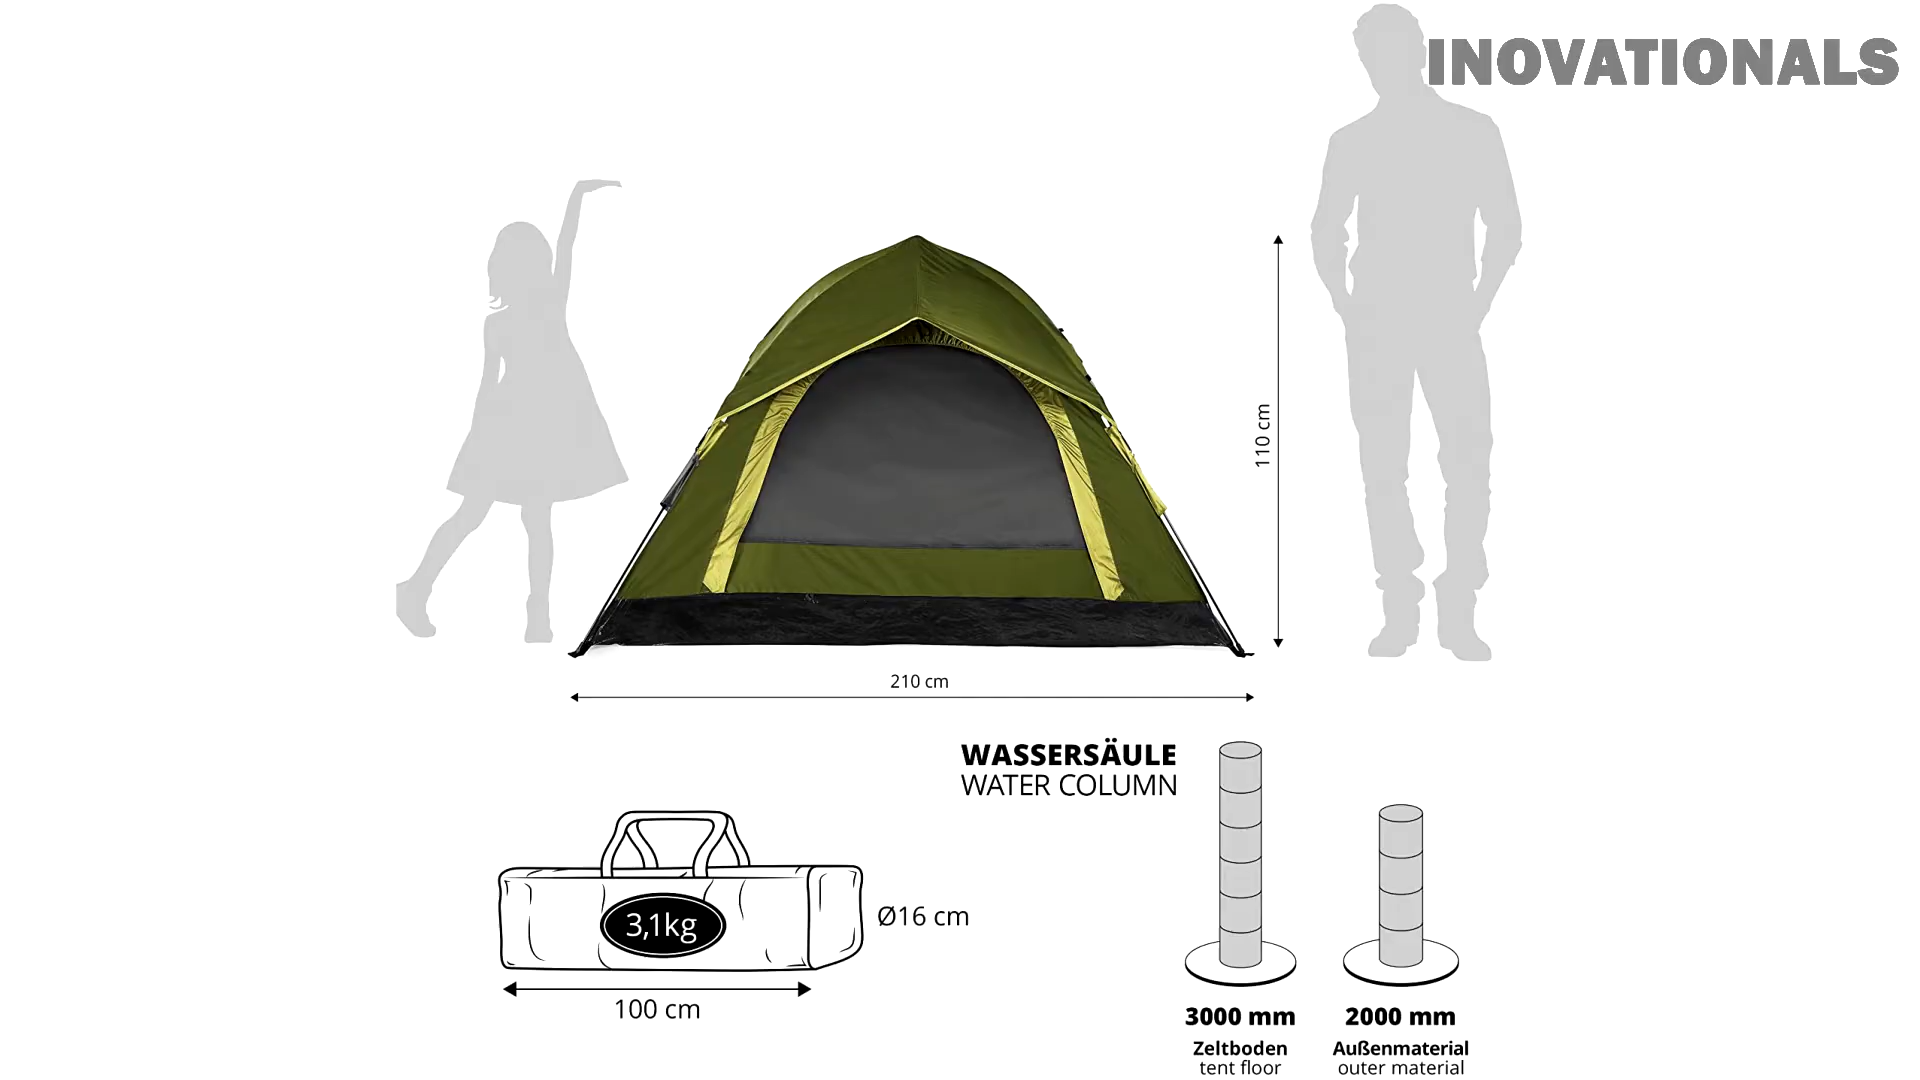 INOVATIONALS
110 cm
210 cm
WASSERSÄULE
WATER COLUMN
3,1kg
Ø16 cm
100 cm
3000 mm
Zeltboden
tent floor
2000 mm
Außenmaterial
outer material